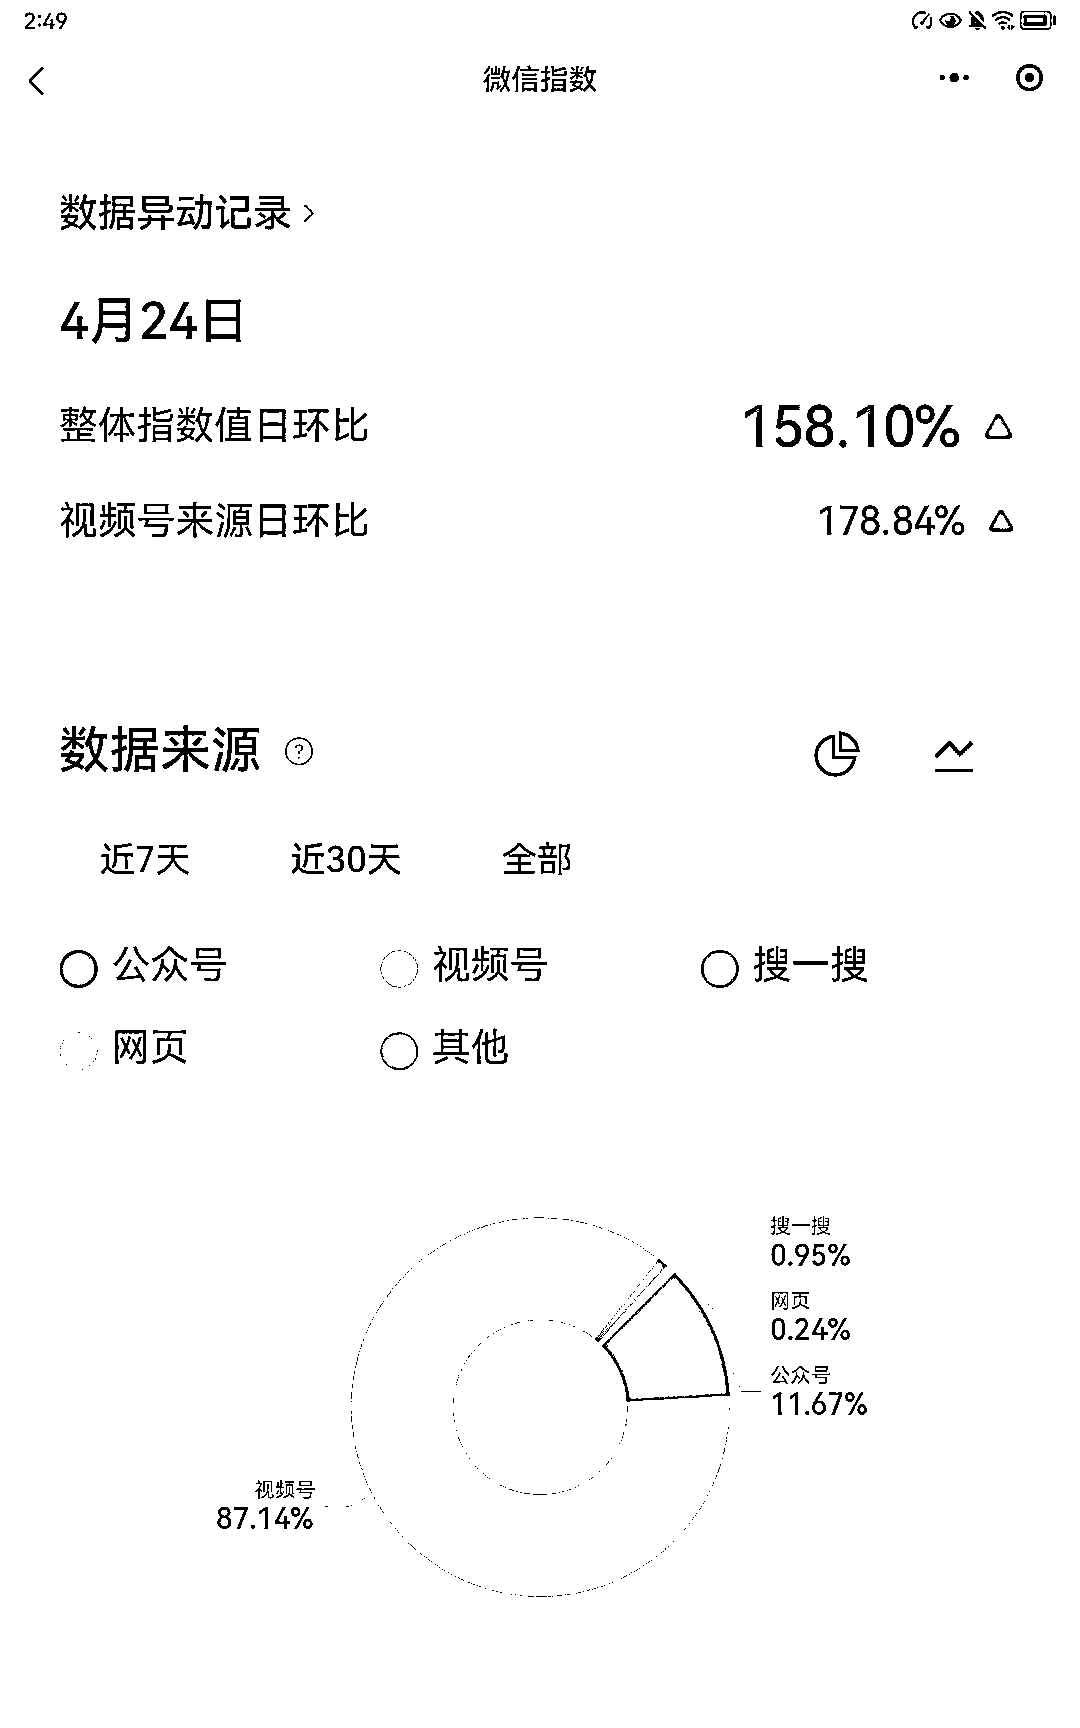 2:49
微信指数
数据异动记录 >
4月24日
整体指数值日环比 158.10% △
视频号来源日环比 178.84% △
数据来源 ?
近7天 近30天 全部
公众号 视频号 搜一搜
网页 其他
搜一搜
0.95%
网页
0.24%
公众号
11.67%
视频号
87.14%